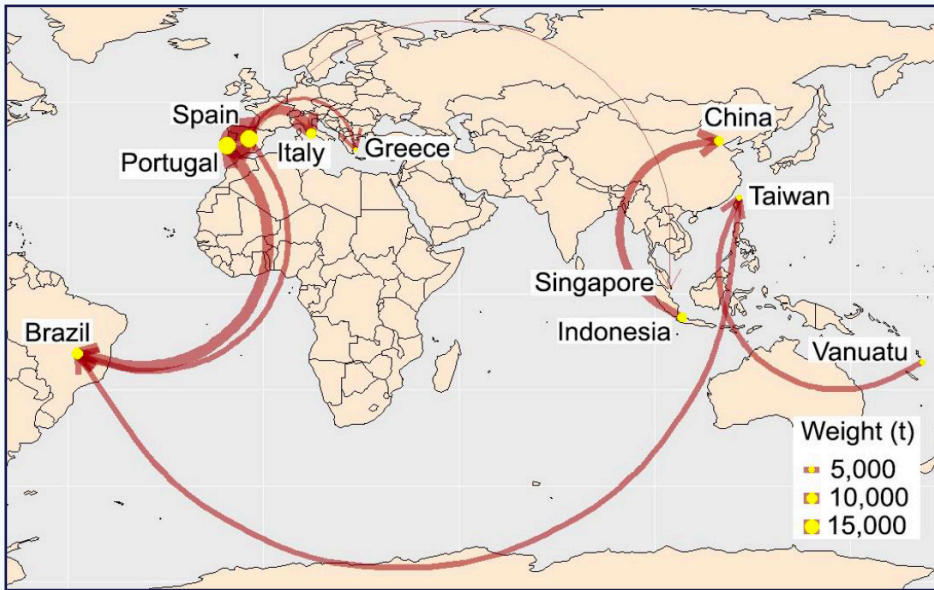 Spain
Portugal
Italy
Greece
China
Taiwan
Singapore
Indonesia
Brazil
Vanuatu
Weight (t)
5,000
10,000
15,000